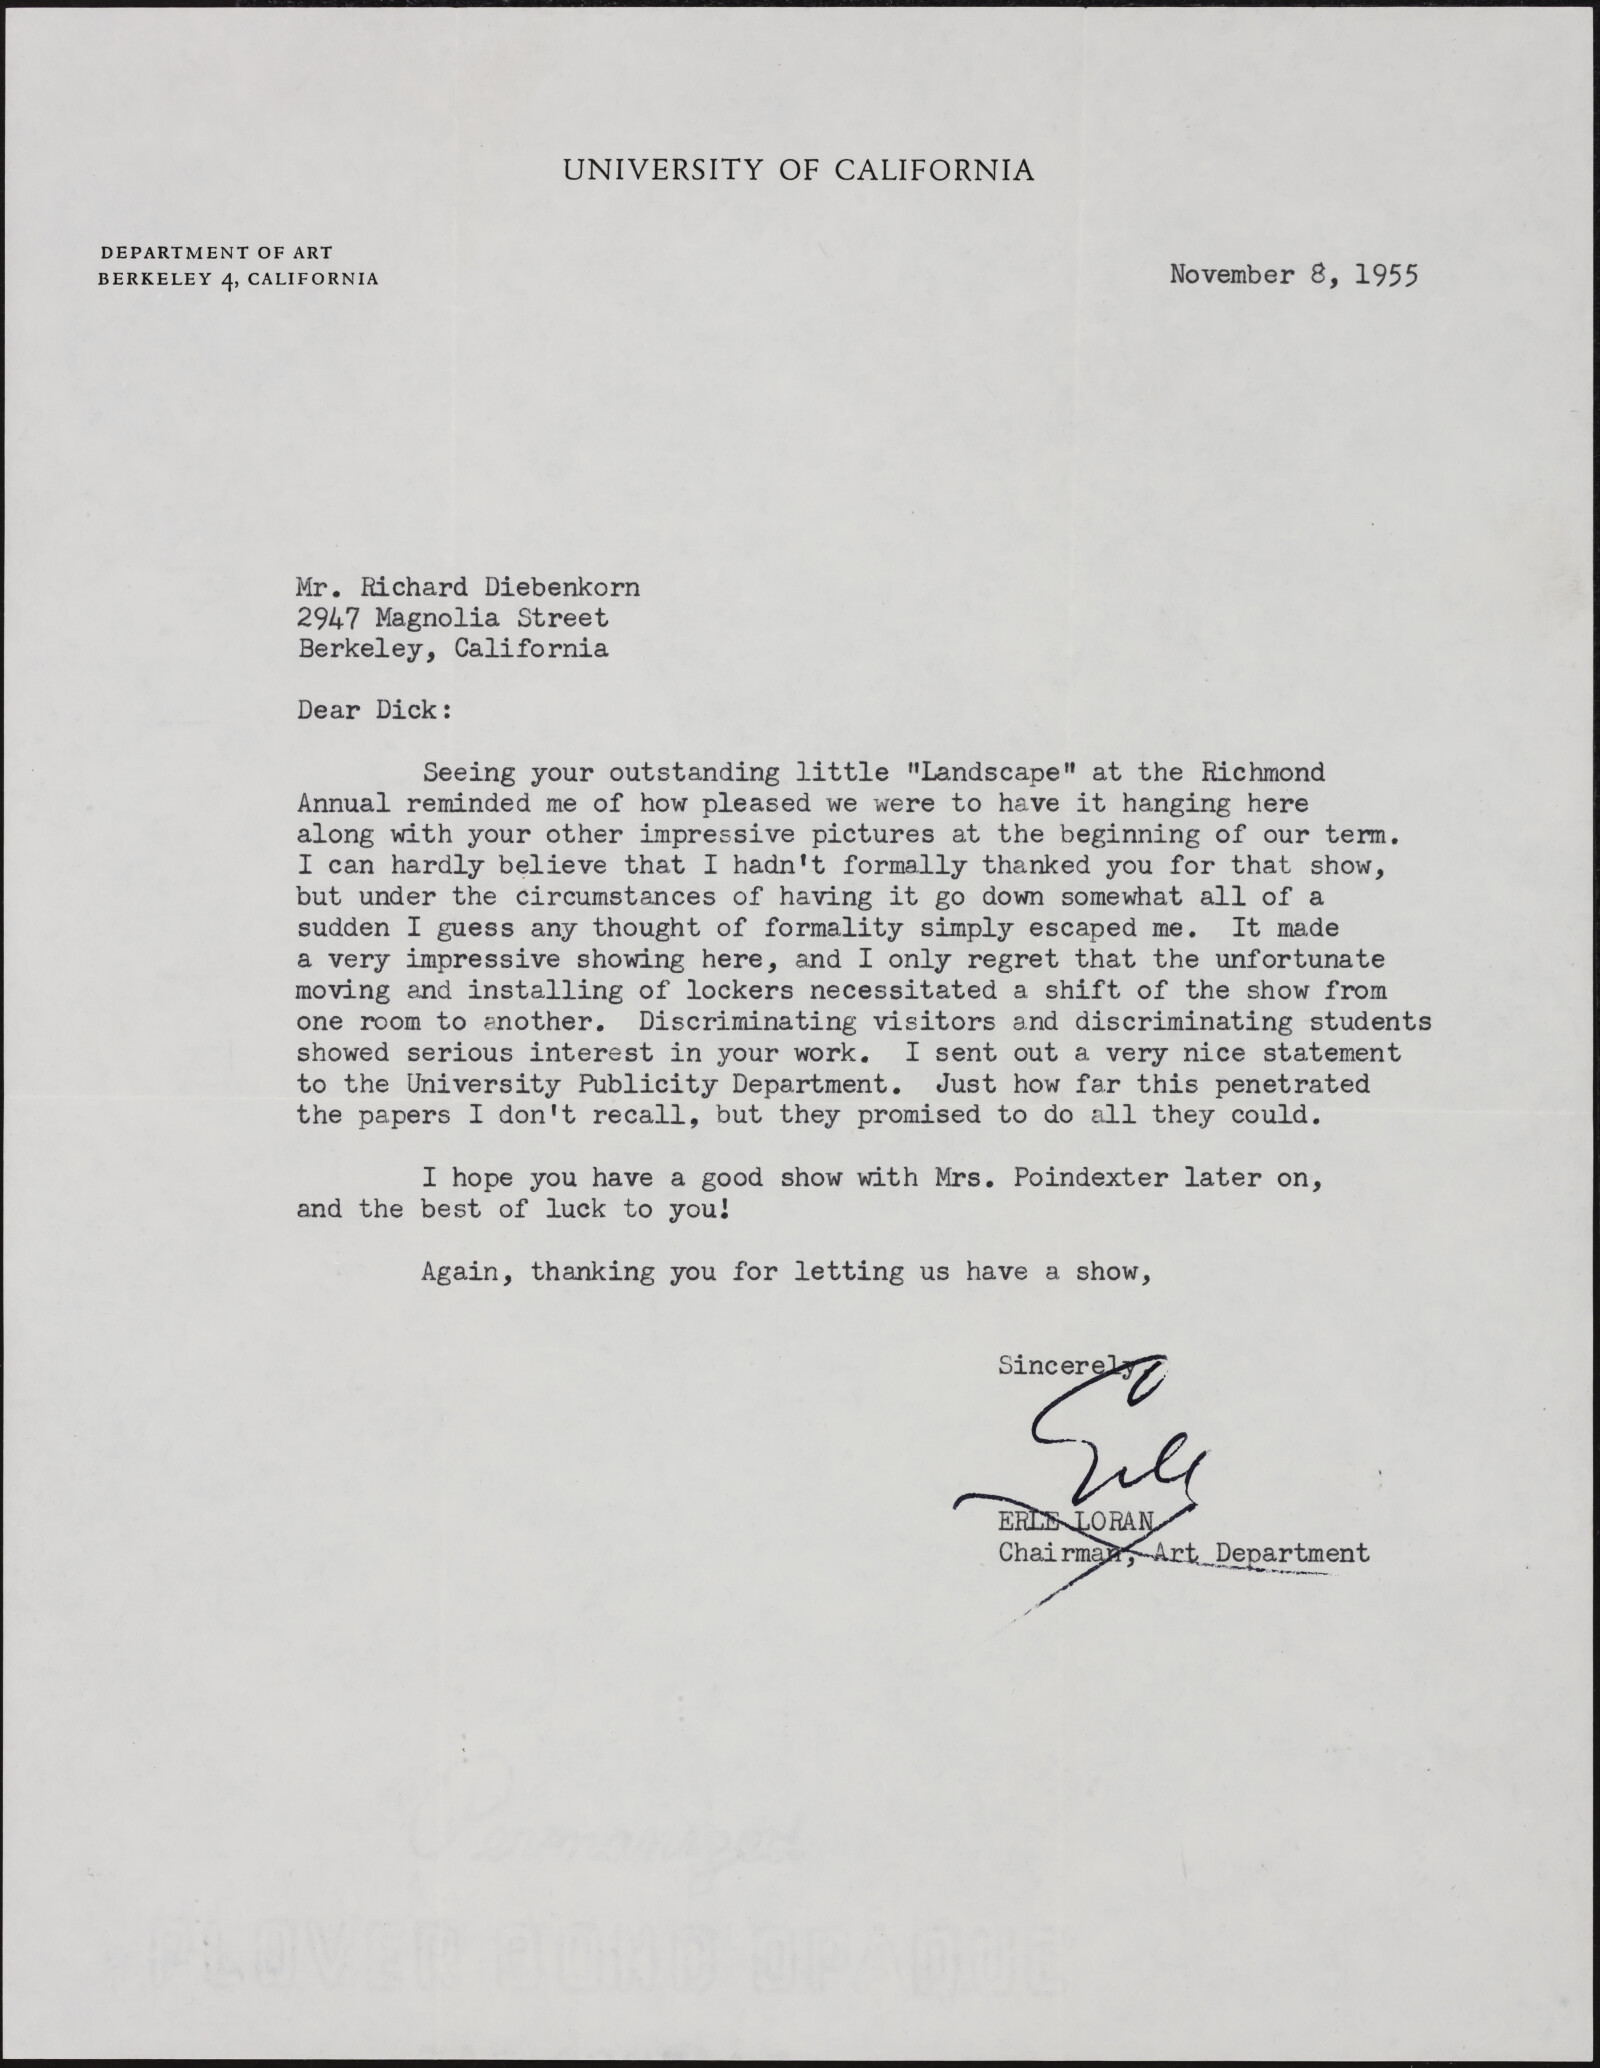 UNIVERSITY OF CALIFORNIA
DEPARTMENT OF ART
BERKELEY 4, CALIFORNIA
November 8, 1955
Mr. Richard Diebenkorn
2947 Magnolia Street
Berkeley, California
Dear Dick:
Seeing your outstanding little "Landscape" at the Richmond
Annual reminded me of how pleased we were to have it hanging here
along with your other impressive pictures at the beginning of our term.
I can hardly believe that I hadn't formally thanked you for that show,
but under the circumstances of having it go down somewhat all of a
sudden I guess any thought of formality simply escaped me. It made
a very impressive showing here, and I only regret that the unfortunate
moving and installing of lockers necessitated a shift of the show from
one room to another. Discriminating visitors and discriminating students
showed serious interest in your work. I sent out a very nice statement
to the University Publicity Department. Just how far this penetrated
the papers I don't recall, but they promised to do all they could.
I hope you have a good show with Mrs. Poindexter later on,
and the best of luck to you!
Again, thanking you for letting us have a show,
Sincerely,
Erle
ERLE LORAN
Chairman, Art Department
Permanized
PLOVER BOND OPAQUE